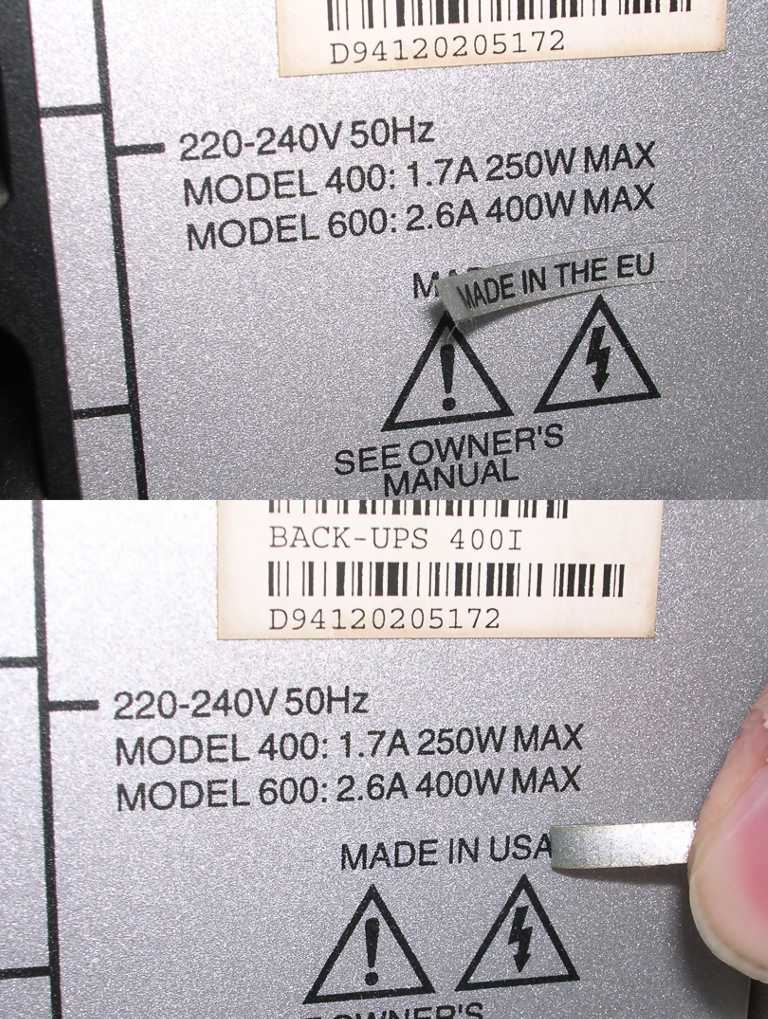 D94120205172
220-240V 50Hz
MODEL 400: 1.7A 250W MAX
MODEL 600: 2.6A 400W MAX
MADE IN THE EU
SEE OWNER'S
MANUAL
BACK-UPS 400I
D94120205172
220-240V 50Hz
MODEL 400: 1.7A 250W MAX
MODEL 600: 2.6A 400W MAX
MADE IN USA
OWNER'S